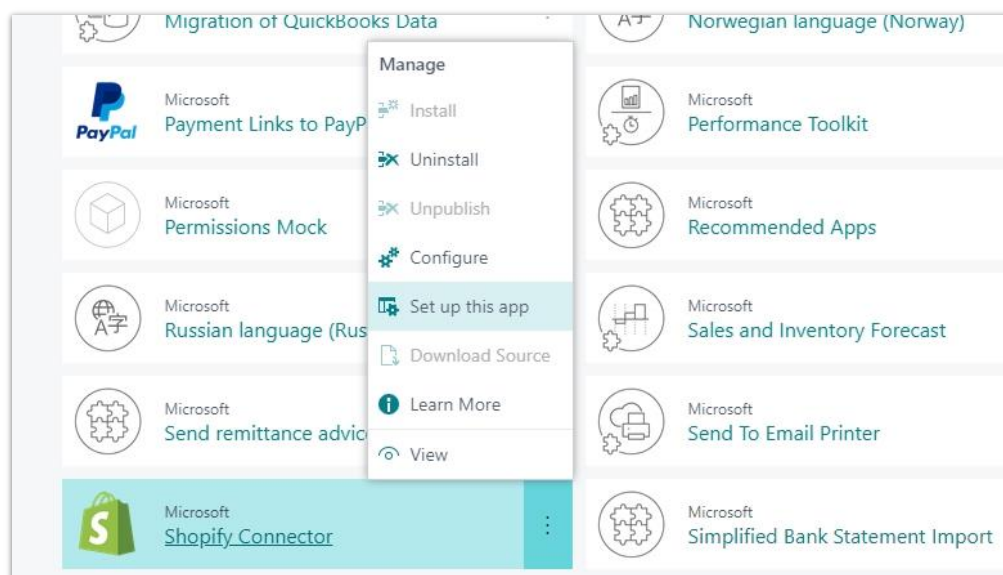 Migration of QuickBooks Data
Norwegian language (Norway)
Manage
Install
Uninstall
Unpublish
Configure
Set up this app
Download Source
Learn More
View
PayPal
Microsoft
Payment Links to PayP
Microsoft
Performance Toolkit
Microsoft
Permissions Mock
Microsoft
Recommended Apps
A字
Microsoft
Russian language (Rus
Microsoft
Sales and Inventory Forecast
Microsoft
Send remittance advic
Microsoft
Send To Email Printer
S
Microsoft
Shopify Connector
Microsoft
Simplified Bank Statement Import